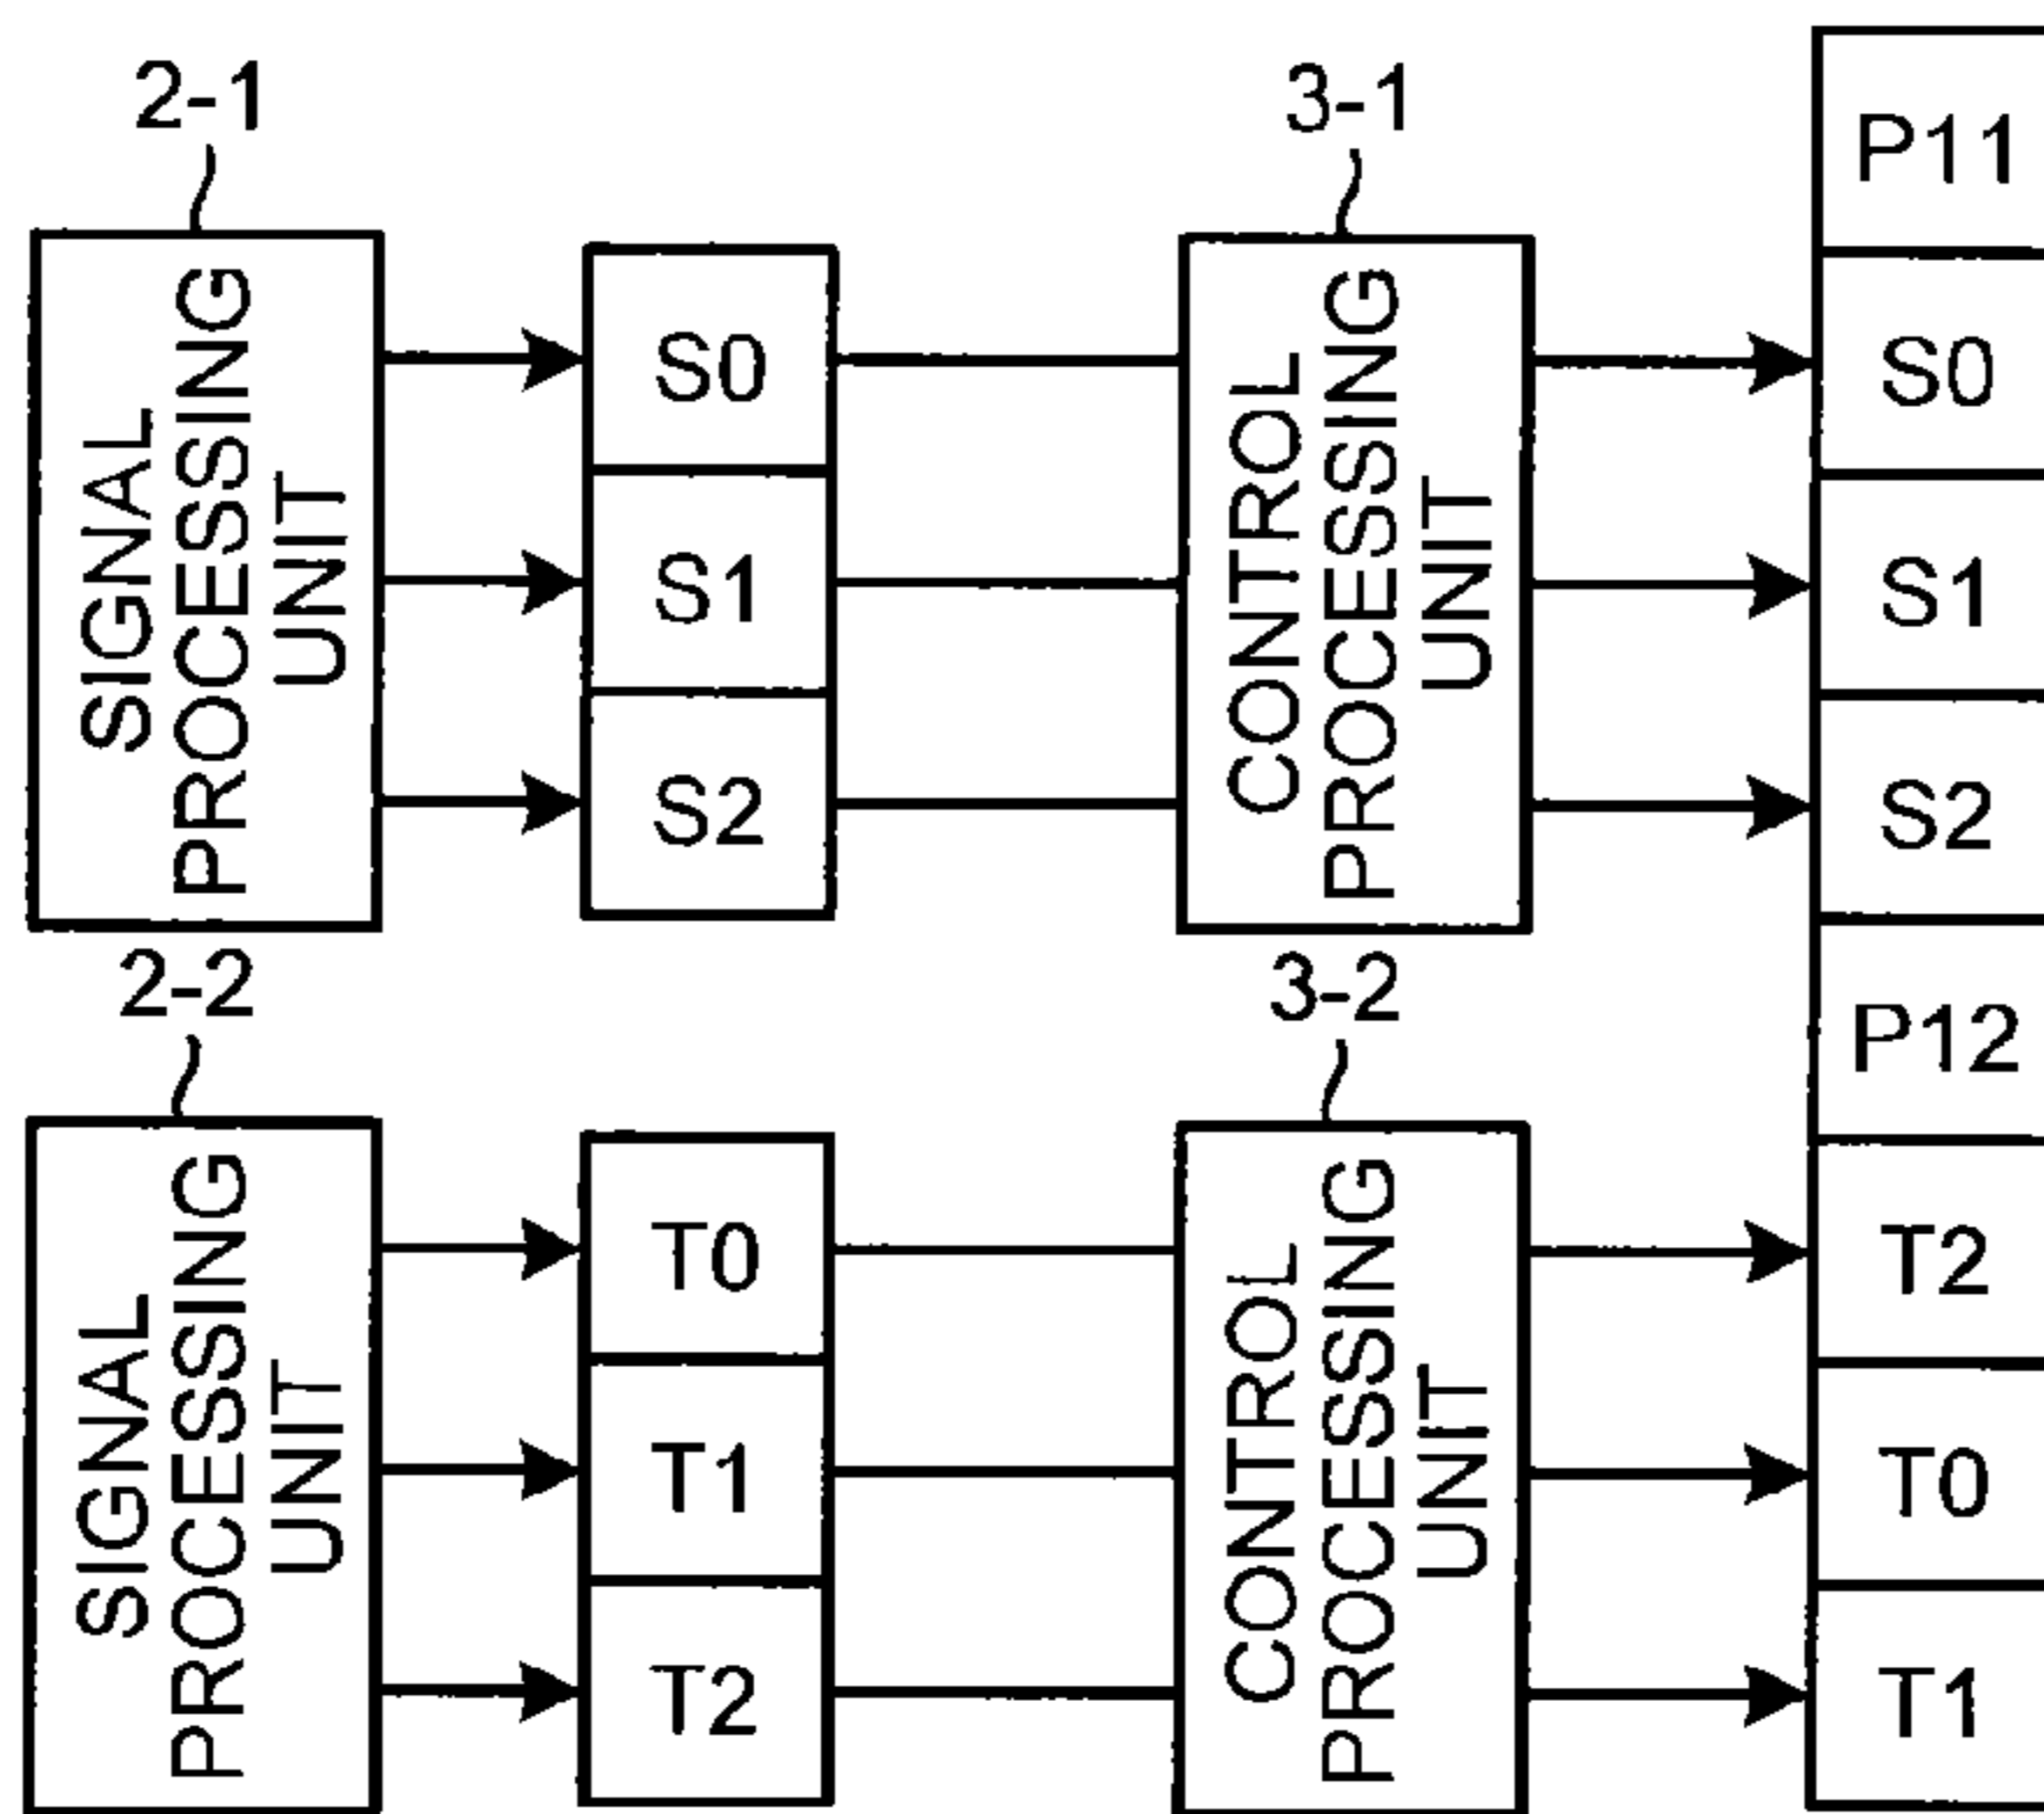 2-1
SIGNAL
PROCESSING
UNIT
S0
S1
S2
3-1
CONTROL
PROCESSING
UNIT
P11
S0
S1
S2
P12
T2
T0
T1
2-2
SIGNAL
PROCESSING
UNIT
T0
T1
T2
3-2
CONTROL
PROCESSING
UNIT